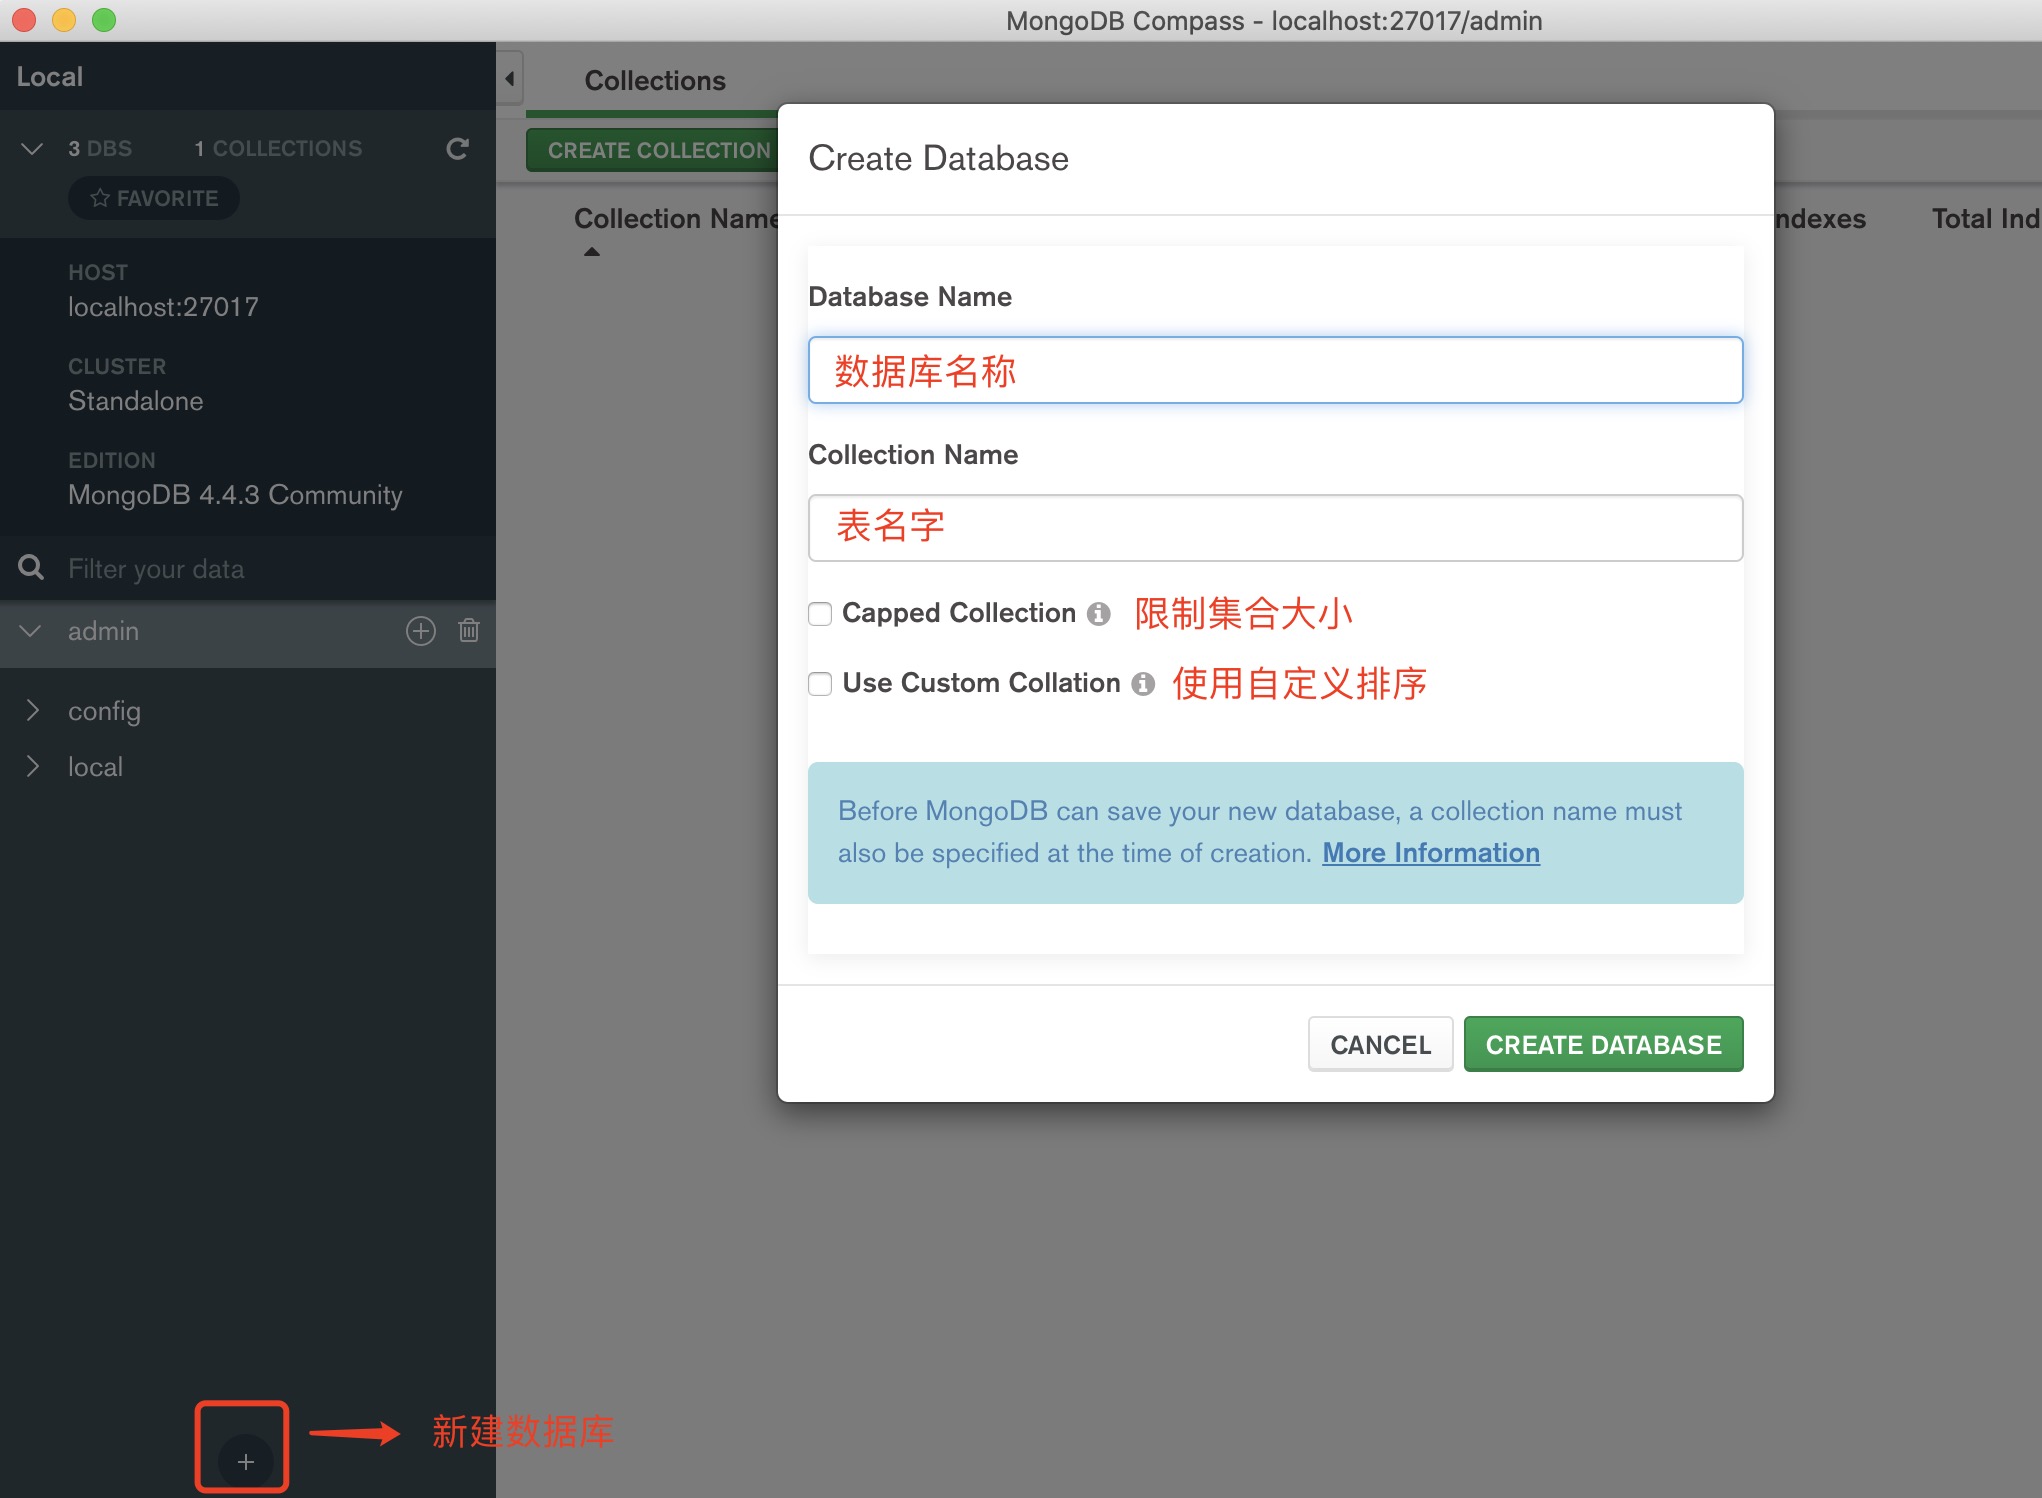 MongoDB Compass - localhost:27017/admin
Local
3 DBS 1 COLLECTIONS
FAVORITE
HOST
localhost:27017
CLUSTER
Standalone
EDITION
MongoDB 4.4.3 Community
Filter your data
admin
config
local
新建数据库
Collections
CREATE COLLECTION
Collection Name
ndexes
Total Ind
Create Database
Database Name
数据库名称
Collection Name
表名字
Capped Collection 限制集合大小
Use Custom Collation 使用自定义排序
Before MongoDB can save your new database, a collection name must
also be specified at the time of creation. More Information
CANCEL CREATE DATABASE